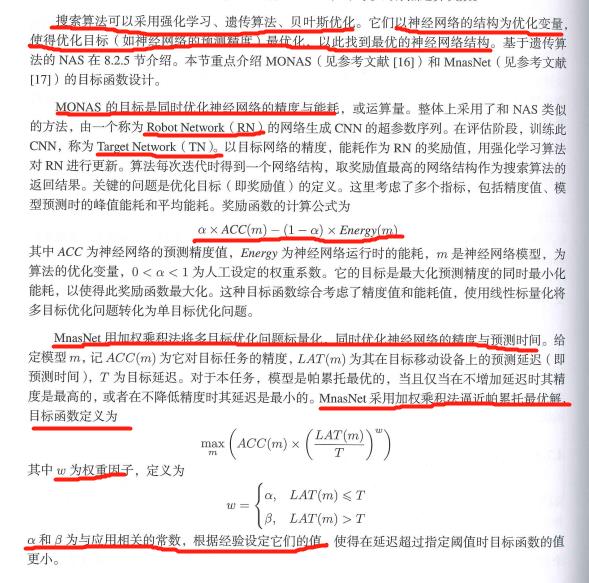 搜索算法可以采用强化学习、遗传算法、贝叶斯优化。它们以神经网络的结构为优化变量,
使得优化目标（如神经网络的预测精度）最优化，以此找到最优的神经网络结构。基于遗传算
法的 NAS 在 8.2.5 节介绍。本节重点介绍 MONAS（见参考文献 [16]）和 MnasNet（见参考文献
[17]）的目标函数设计。
MONAS 的目标是同时优化神经网络的精度与能耗，或运算量。整体上采用了和 NAS 类似
的方法，由一个称为 Robot Network（RN）的网络生成 CNN 的超参数序列。在评估阶段，训练此
CNN，称为 Target Network（TN）。以目标网络的精度，能耗作为 RN 的奖励值，用强化学习算法
对 RN 进行更新。算法每次迭代时得到一个网络结构，取奖励值最高的网络结构作为搜索算法的
返回结果。关键的问题是优化目标（即奖励值）的定义。这里考虑了多个指标，包括精度值、模
型预测时的峰值能耗和平均能耗。奖励函数的计算公式为
α × ACC(m) − (1 − α) × Energy(m)
其中 ACC 为神经网络的预测精度值，Energy 为神经网络运行时的能耗，m 是神经网络模型，为
算法的优化变量，0 < α < 1 为人工设定的权重系数。它的目标是最大化预测精度的同时最小化
能耗，以使得此奖励函数最大化。这种目标函数综合考虑了精度值和能耗值，使用线性标量化将
多目标优化问题转化为单目标优化问题。
MnasNet 用加权乘积法将多目标优化问题标量化，同时优化神经网络的精度与预测时间。给
定模型 m，记 ACC(m) 为它对目标任务的精度，LAT(m) 为其在目标移动设备上的预测延迟（即
预测时间），T 为目标延迟。对于本任务，模型是帕累托最优的，当且仅当在不增加延迟时其精
度是最高的，或者在不降低精度时其延迟是最小的。MnasNet 采用加权乘积法逼近帕累托最优解，
目标函数定义为
max_m (ACC(m) × (LAT(m)/T)^w)
其中 w 为权重因子，定义为
w = { α, LAT(m) ⩽ T
β, LAT(m) > T
α 和 β 为与应用相关的常数，根据经验设定它们的值，使得在延迟超过指定阈值时目标函数的值
更小。